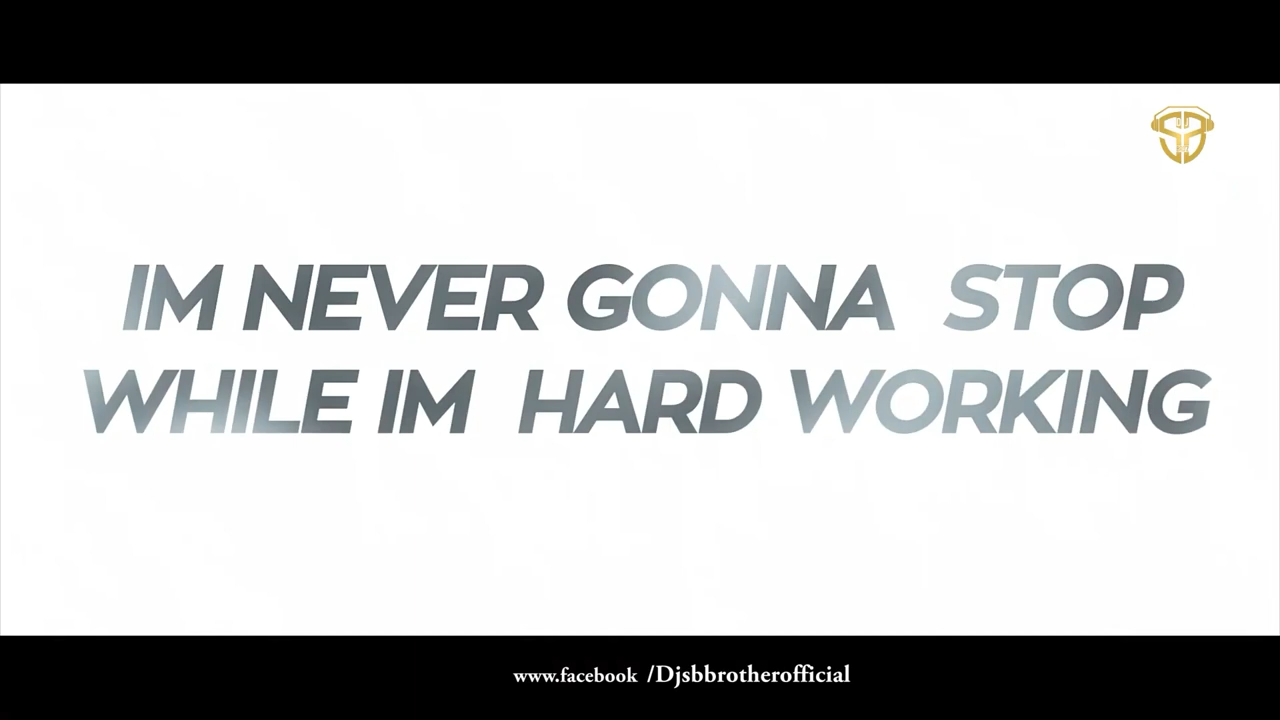 IM NEVER GONNA STOP
WHILE IM HARD WORKING
www.facebook /Djsbbrotherofficial